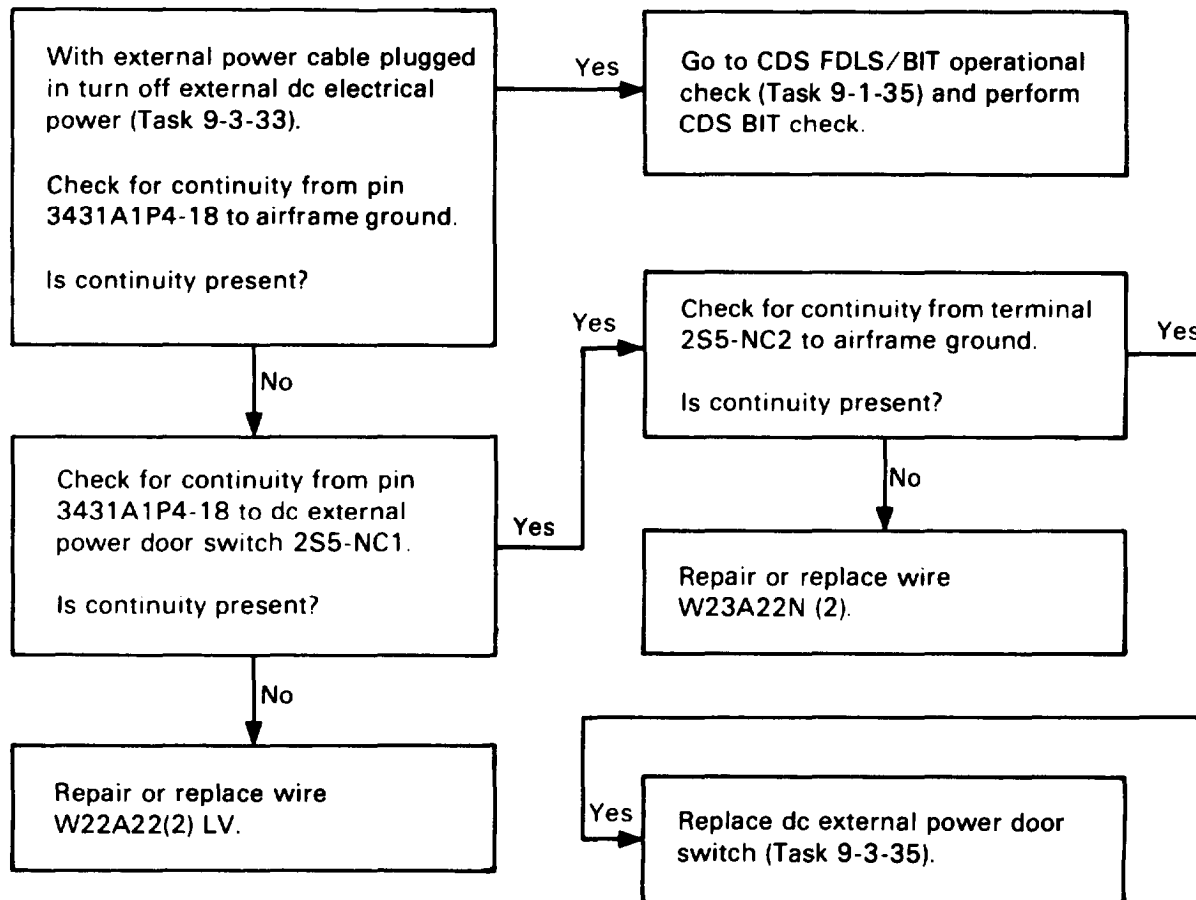 With external power cable plugged
in turn off external dc electrical
power (Task 9-3-33).
Check for continuity from pin
3431A1P4-18 to airframe ground.
Is continuity present?
Yes
Go to CDS FDLS/BIT operational
check (Task 9-1-35) and perform
CDS BIT check.
No
Check for continuity from pin
3431A1P4-18 to dc external
power door switch 2S5-NC1.
Is continuity present?
Yes
Yes
Check for continuity from terminal
2S5-NC2 to airframe ground.
Is continuity present?
Yes
No
Repair or replace wire
W23A22N (2).
No
Repair or replace wire
W22A22(2) LV.
Yes
Replace dc external power door
switch (Task 9-3-35).